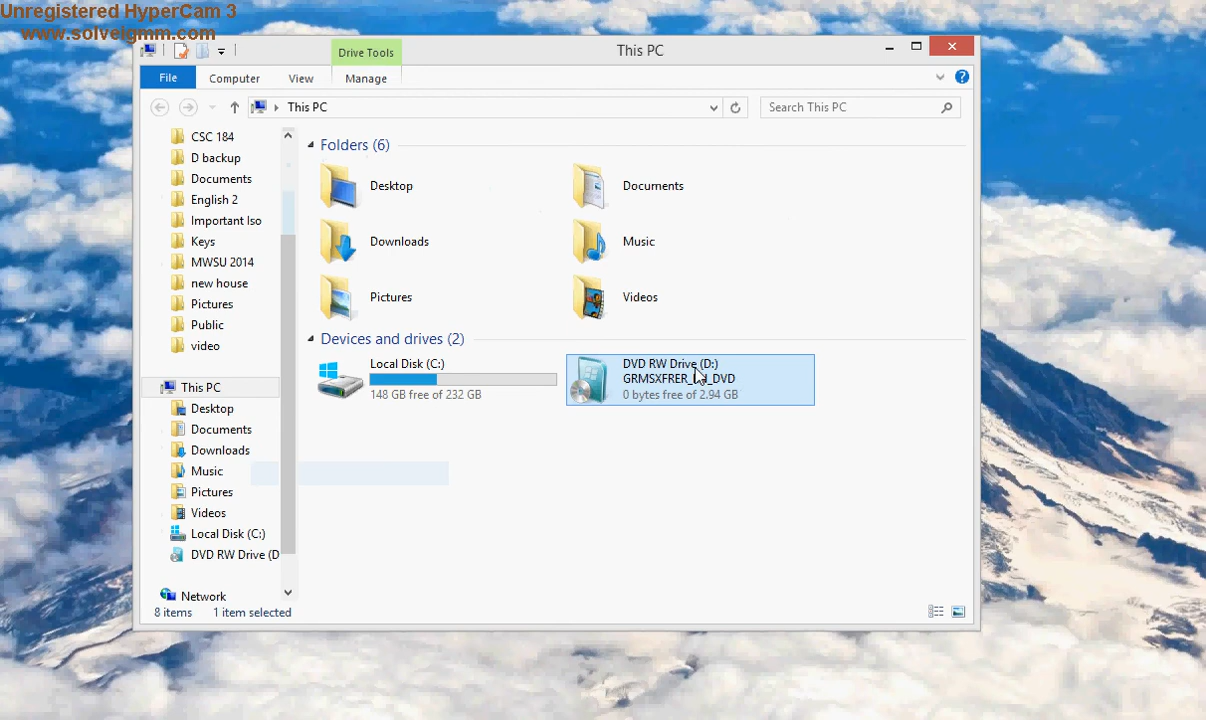 Unregistered HyperCam 3
www.solveigmm.com
This PC
Drive Tools
File
Computer
View
Manage
This PC
Search This PC
CSC 184
D backup
Documents
English 2
Important Iso
Keys
MWSU 2014
new house
Pictures
Public
video
This PC
Desktop
Documents
Downloads
Music
Pictures
Videos
Local Disk (C:)
DVD RW Drive (D
Network
Folders (6)
Desktop
Documents
Downloads
Music
Pictures
Videos
Devices and drives (2)
Local Disk (C:)
148 GB free of 232 GB
DVD RW Drive (D:)
0 bytes free of 2.94 GB
8 items
1 item selected